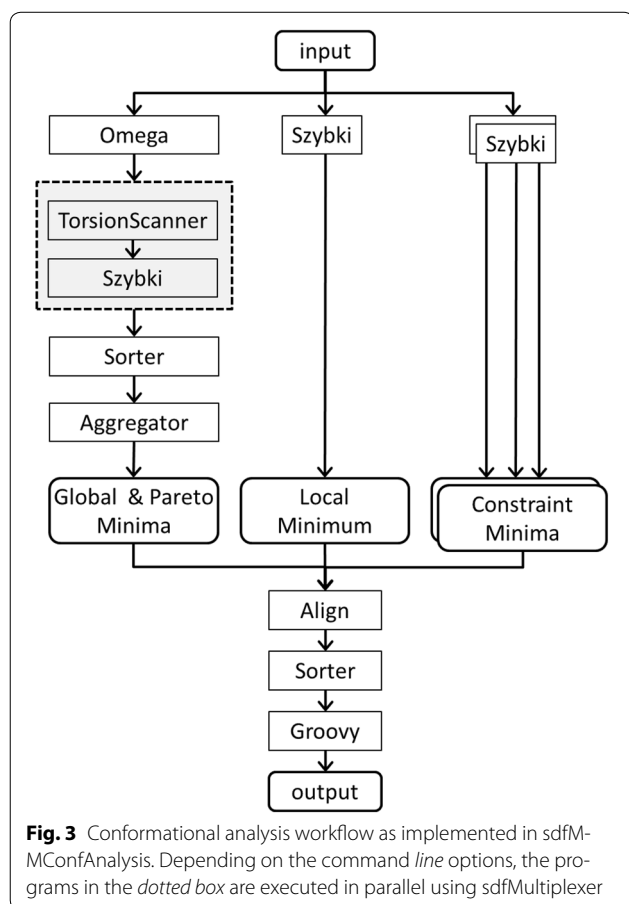 input
Omega
Szybki
Szybki
TorsionScanner
Szybki
Sorter
Aggregator
Global & Pareto
Minima
Local
Minimum
Constraint
Minima
Align
Sorter
Groovy
output
Fig. 3 Conformational analysis workflow as implemented in sdfM-
MConfAnalysis. Depending on the command line options, the pro-
grams in the dotted box are executed in parallel using sdfMultiplexer